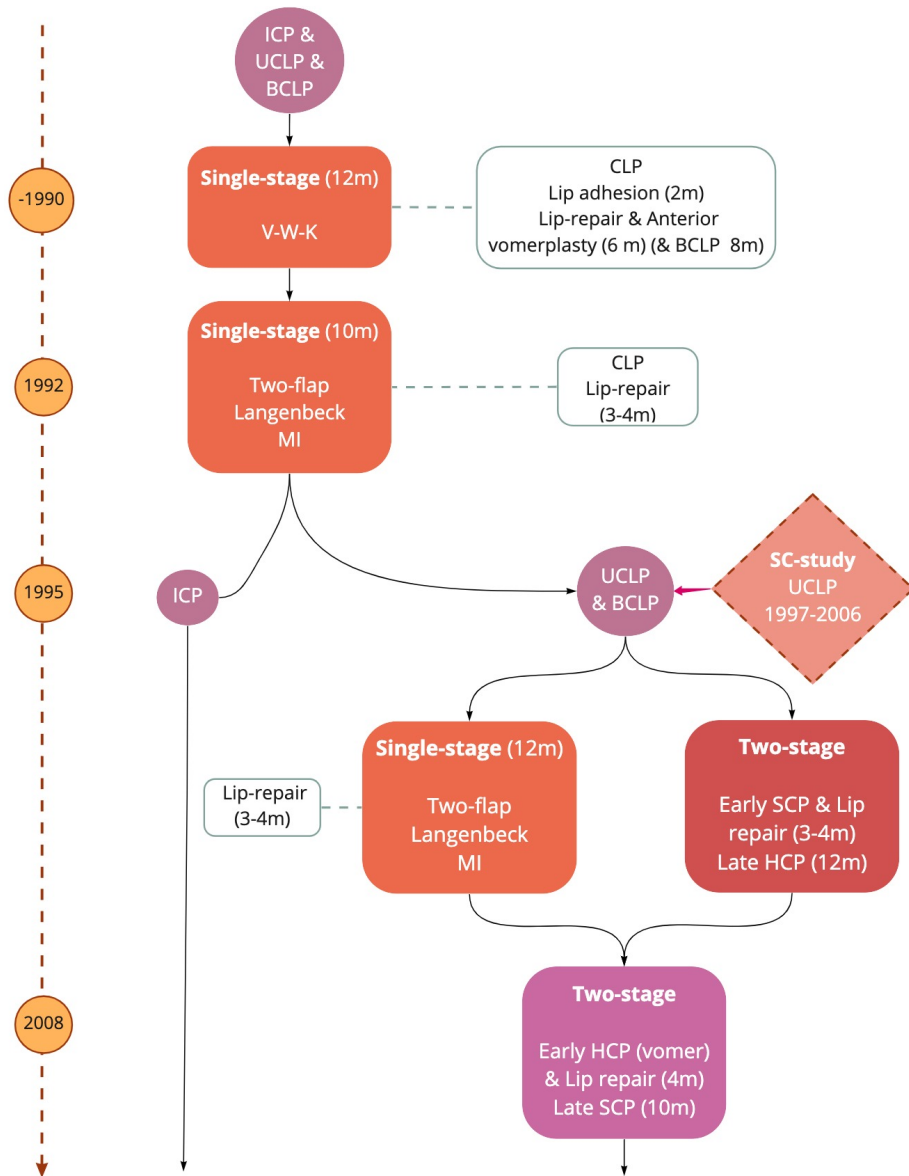 ICP &
UCLP &
BCLP
-1990
Single-stage (12m)
V-W-K
CLP
Lip adhesion (2m)
Lip-repair & Anterior
vomerplasty (6 m) (& BCLP 8m)
1992
Single-stage (10m)
Two-flap
Langenbeck
MI
CLP
Lip-repair
(3-4m)
1995
ICP
UCLP
& BCLP
SC-study
UCLP
1997-2006
Lip-repair
(3-4m)
Single-stage (12m)
Two-flap
Langenbeck
MI
Two-stage
Early SCP & Lip
repair (3-4m)
Late HCP (12m)
2008
Two-stage
Early HCP (vomer)
& Lip repair (4m)
Late SCP (10m)